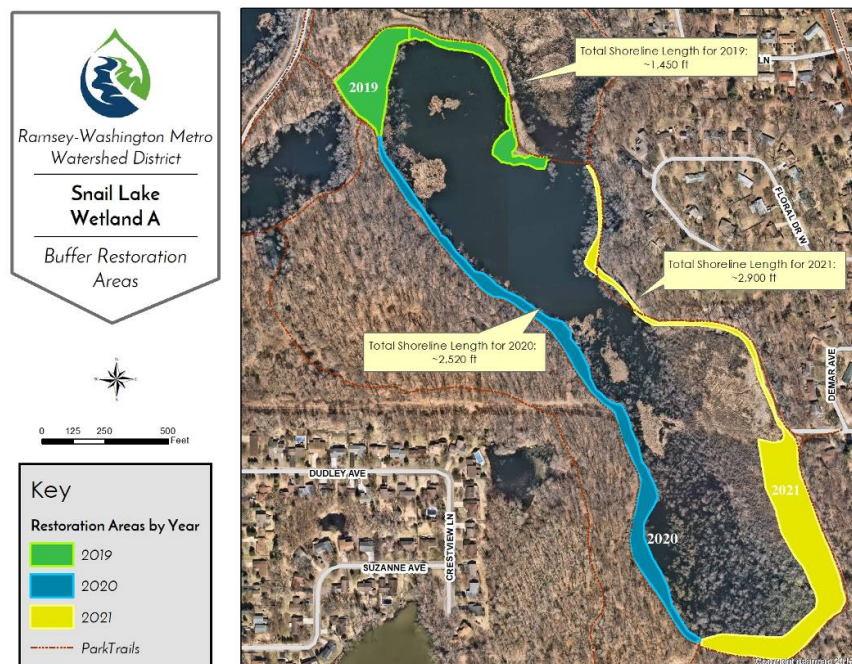 Ramsey-Washington Metro
Watershed District
Snail Lake
Wetland A
Buffer Restoration
Areas
0 125 250 500
Feet
Key
Restoration Areas by Year
2019
2020
2021
ParkTrails
Total Shoreline Length for 2019:
~1,450 ft
LN
2019
FLORAL DR W
Total Shoreline Length for 2021:
~2,900 ft
Total Shoreline Length for 2020:
~2,520 ft
DEMAR AVE
DUDLEY AVE
CRESTVIEW LN
2021
2020
SUZANNE AVE